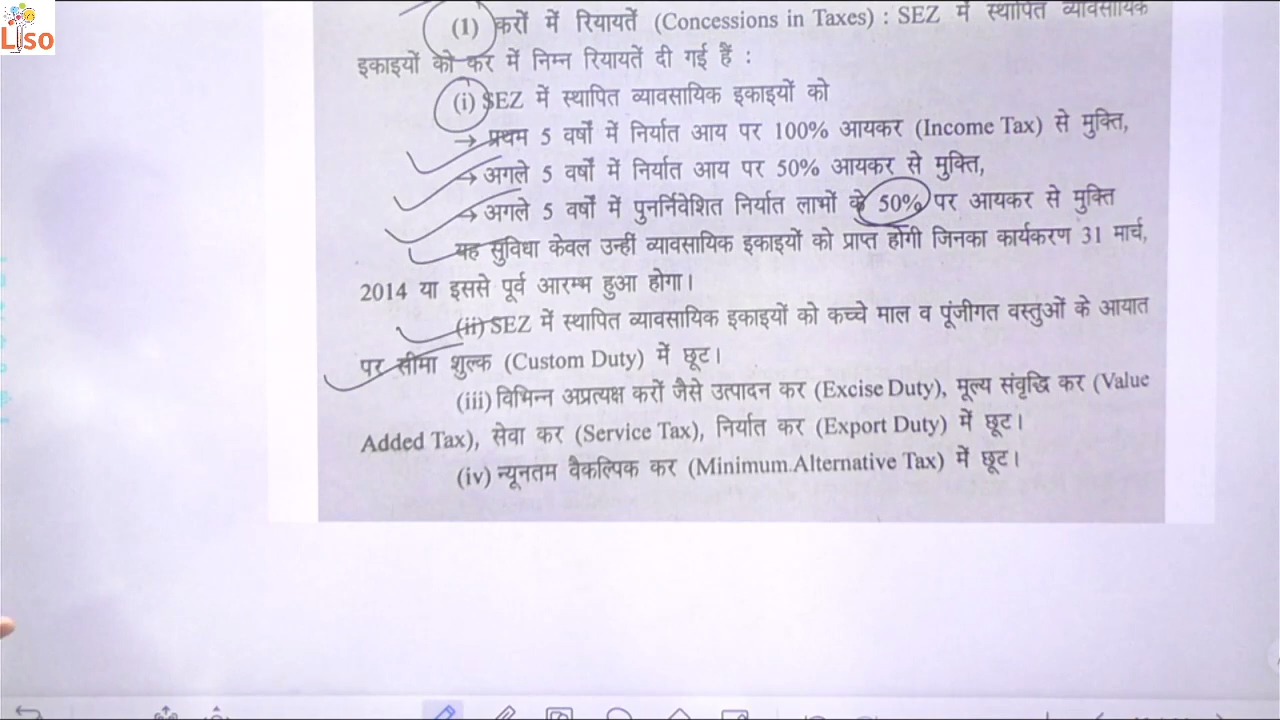 Liso
(1) करों में रियायतें (Concessions in Taxes) : SEZ में स्थापित व्यावसायिक
इकाइयों को कर में निम्न रियायतें दी गई हैं :
(i) SEZ में स्थापित व्यावसायिक इकाइयों को
→ प्रथम 5 वर्षों में निर्यात आय पर 100% आयकर (Income Tax) से मुक्ति,
→ अगले 5 वर्षों में निर्यात आय पर 50% आयकर से मुक्ति,
→ अगले 5 वर्षों में पुनर्निवेशित निर्यात लाभों के 50% पर आयकर से मुक्ति
यह सुविधा केवल उन्हीं व्यावसायिक इकाइयों को प्राप्त होगी जिनका कार्यकरण 31 मार्च,
2014 या इससे पूर्व आरम्भ हुआ होगा।
(ii) SEZ में स्थापित व्यावसायिक इकाइयों को कच्चे माल व पूंजीगत वस्तुओं के आयात
पर सीमा शुल्क (Custom Duty) में छूट।
(iii) विभिन्न अप्रत्यक्ष करों जैसे उत्पादन कर (Excise Duty), मूल्य संवृद्धि कर (Value
Added Tax), सेवा कर (Service Tax), निर्यात कर (Export Duty) में छूट।
(iv) न्यूनतम वैकल्पिक कर (Minimum Alternative Tax) में छूट।